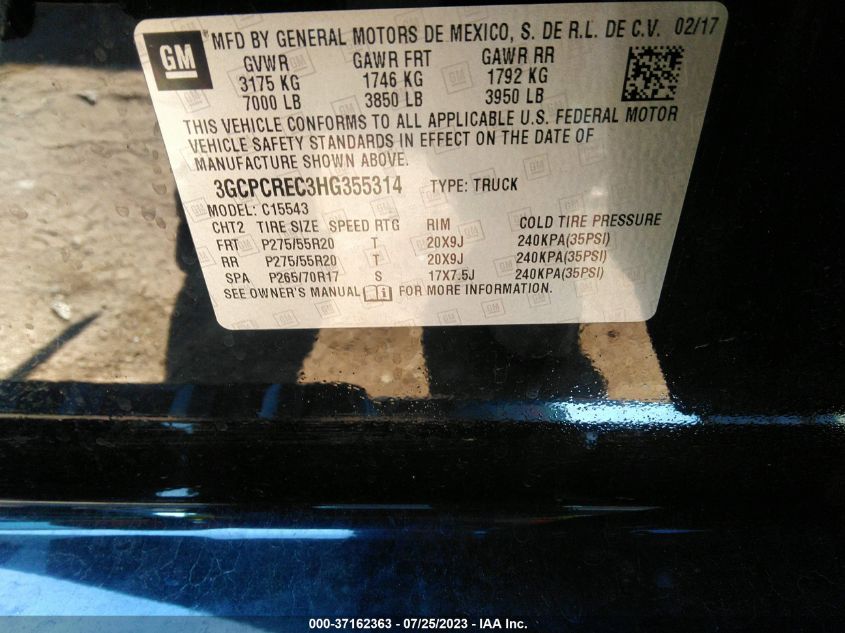 GM
MFD BY GENERAL MOTORS DE MEXICO, S. DE R.L. DE C.V. 02/17
GVWR GAWR FRT GAWR RR
3175 KG 1746 KG 1792 KG
7000 LB 3850 LB 3950 LB
THIS VEHICLE CONFORMS TO ALL APPLICABLE U.S. FEDERAL MOTOR
VEHICLE SAFETY STANDARDS IN EFFECT ON THE DATE OF
MANUFACTURE SHOWN ABOVE.
3GCPCREC3HG355314 TYPE: TRUCK
MODEL: C15543
CHT2 TIRE SIZE SPEED RTG RIM COLD TIRE PRESSURE
FRT P275/55R20 T 20X9J 240KPA(35PSI)
RR P275/55R20 T 20X9J 240KPA(35PSI)
SPA P265/70R17 S 17X7.5J 240KPA(35PSI)
SEE OWNER'S MANUAL FOR MORE INFORMATION.
000-37162363 - 07/25/2023 - IAA Inc.